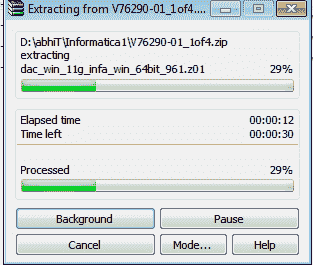 Extracting from V76290-01_1of4....
D:\abhiT\Informatica1\V76290-01_1of4.zip
extracting
dac_win_11g_infa_win_64bit_961.z01 29%
Elapsed time 00:00:12
Time left 00:00:30
Processed 29%
Background Pause
Cancel Mode... Help